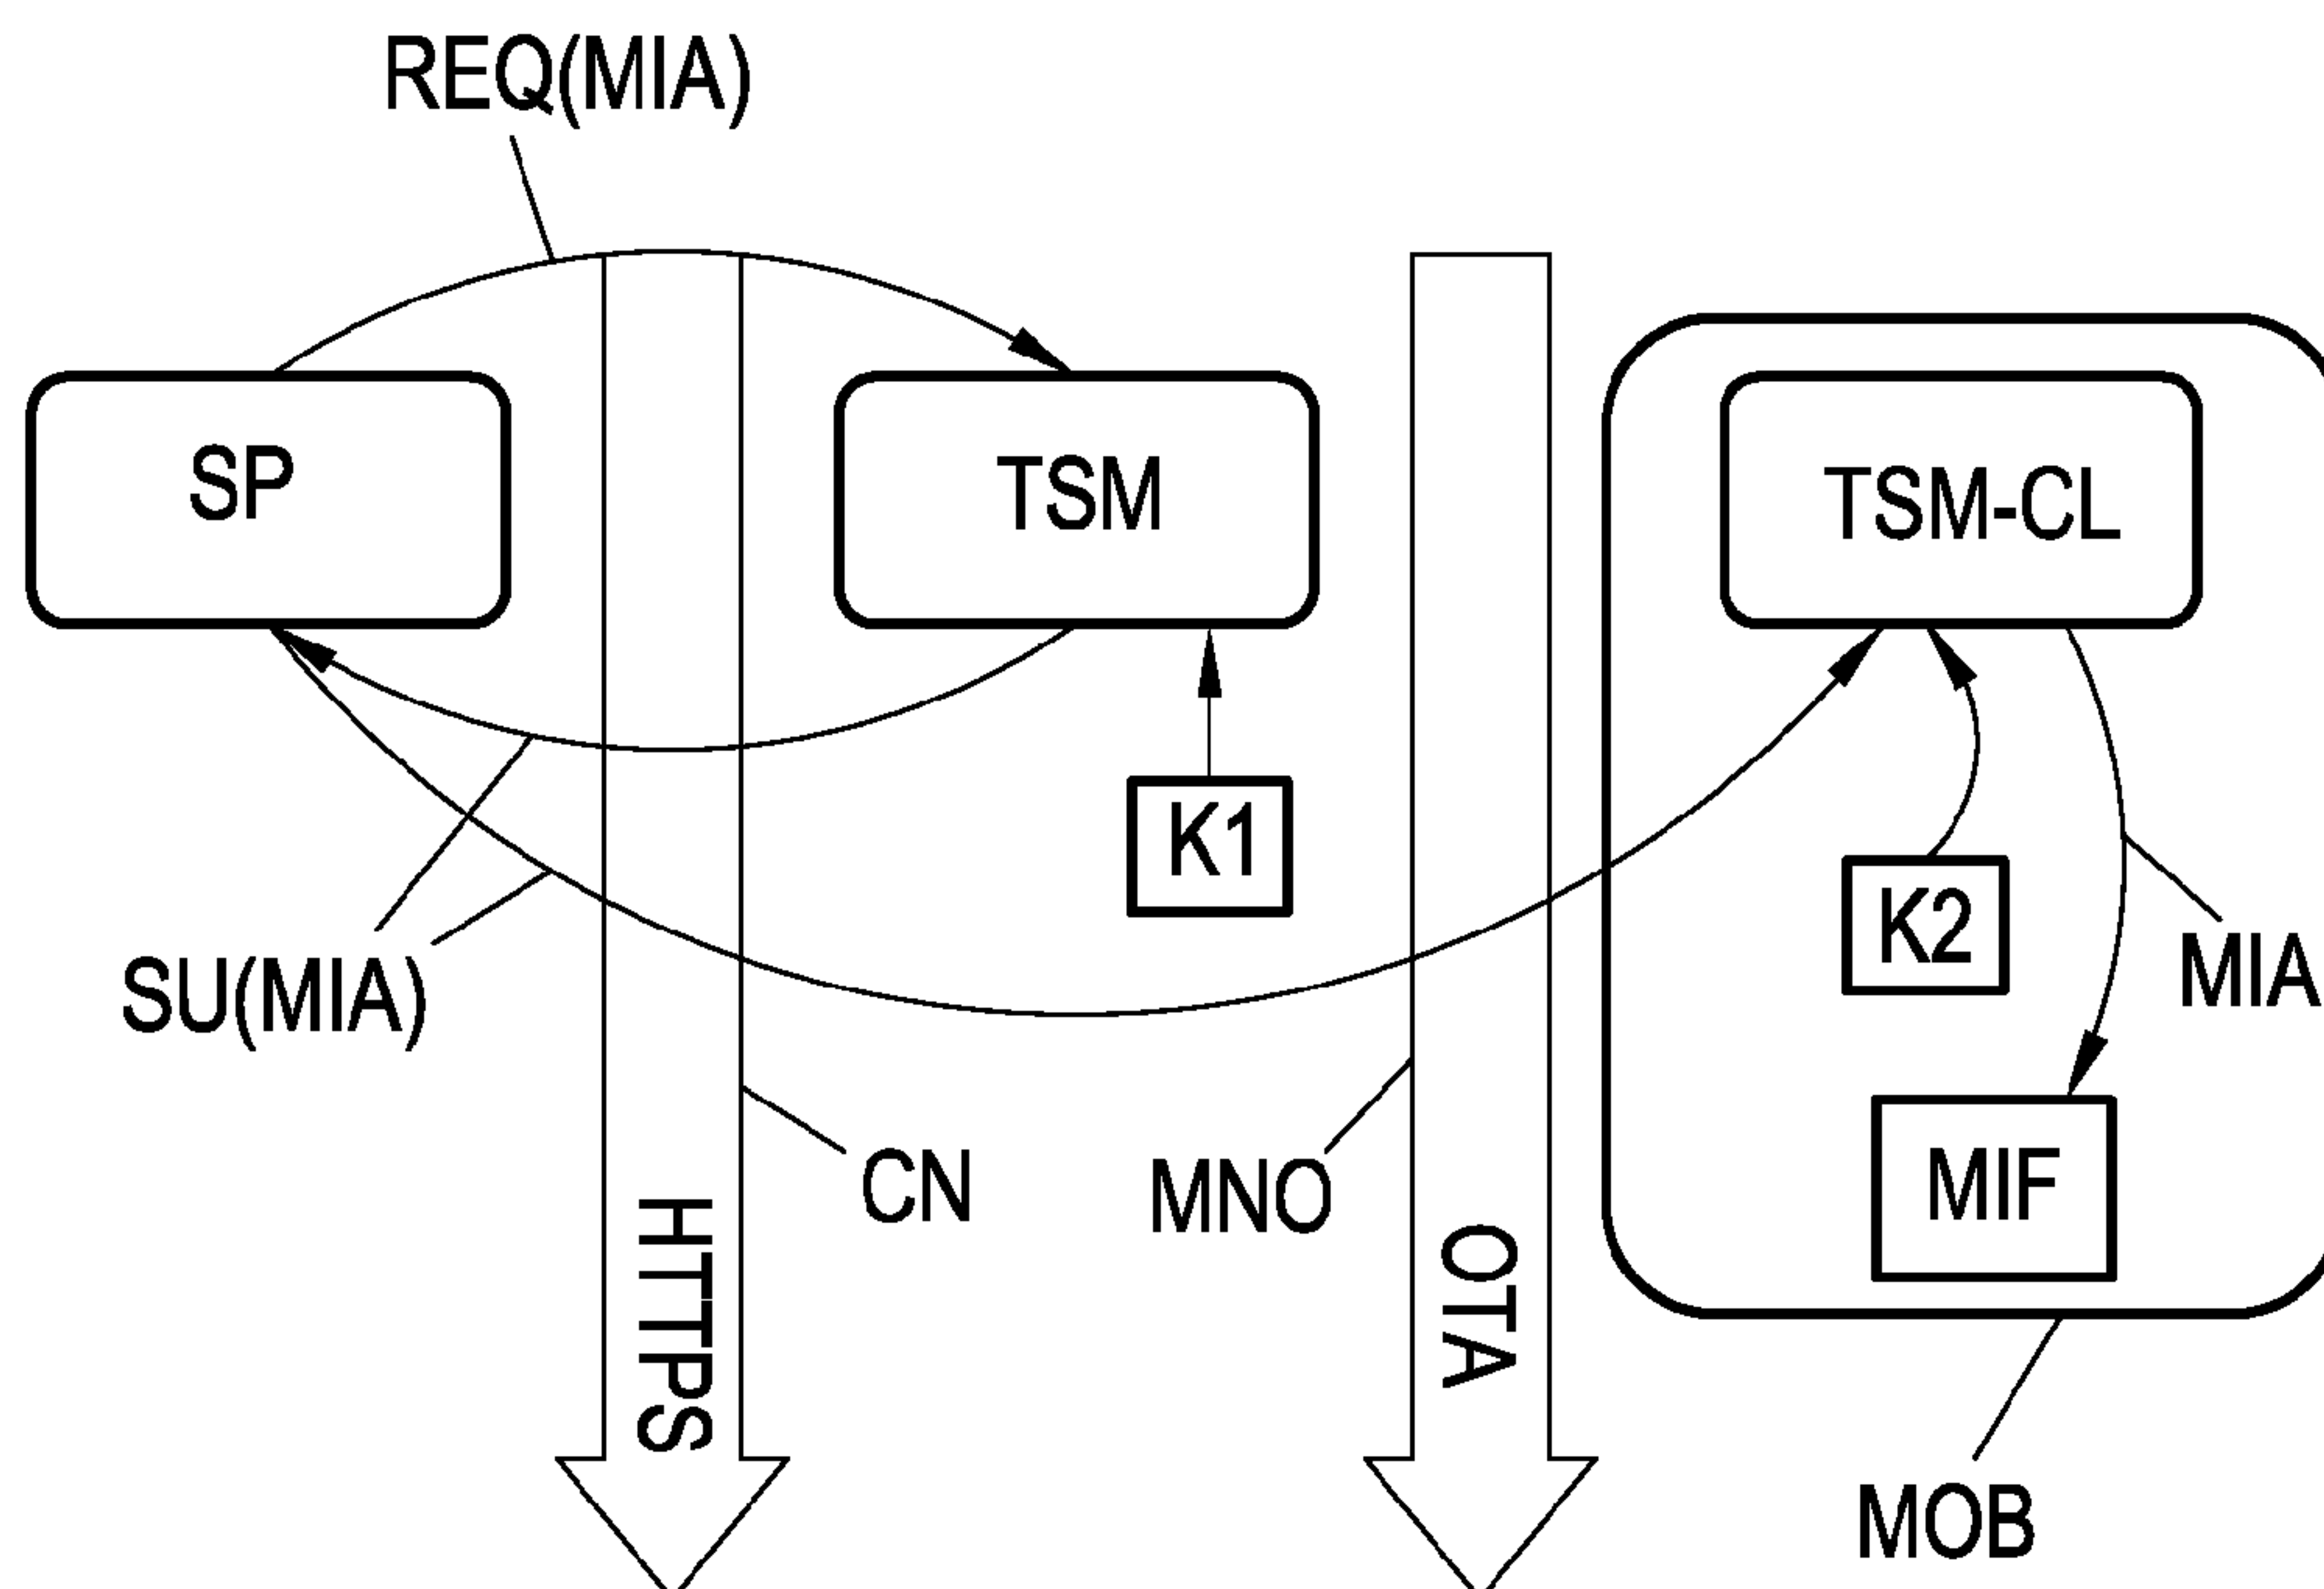 REQ(MIA)
SP
TSM
TSM-CL
K1
K2
MIA
SU(MIA)
CN
MNO
MIF
HTTPS
OTA
MOB